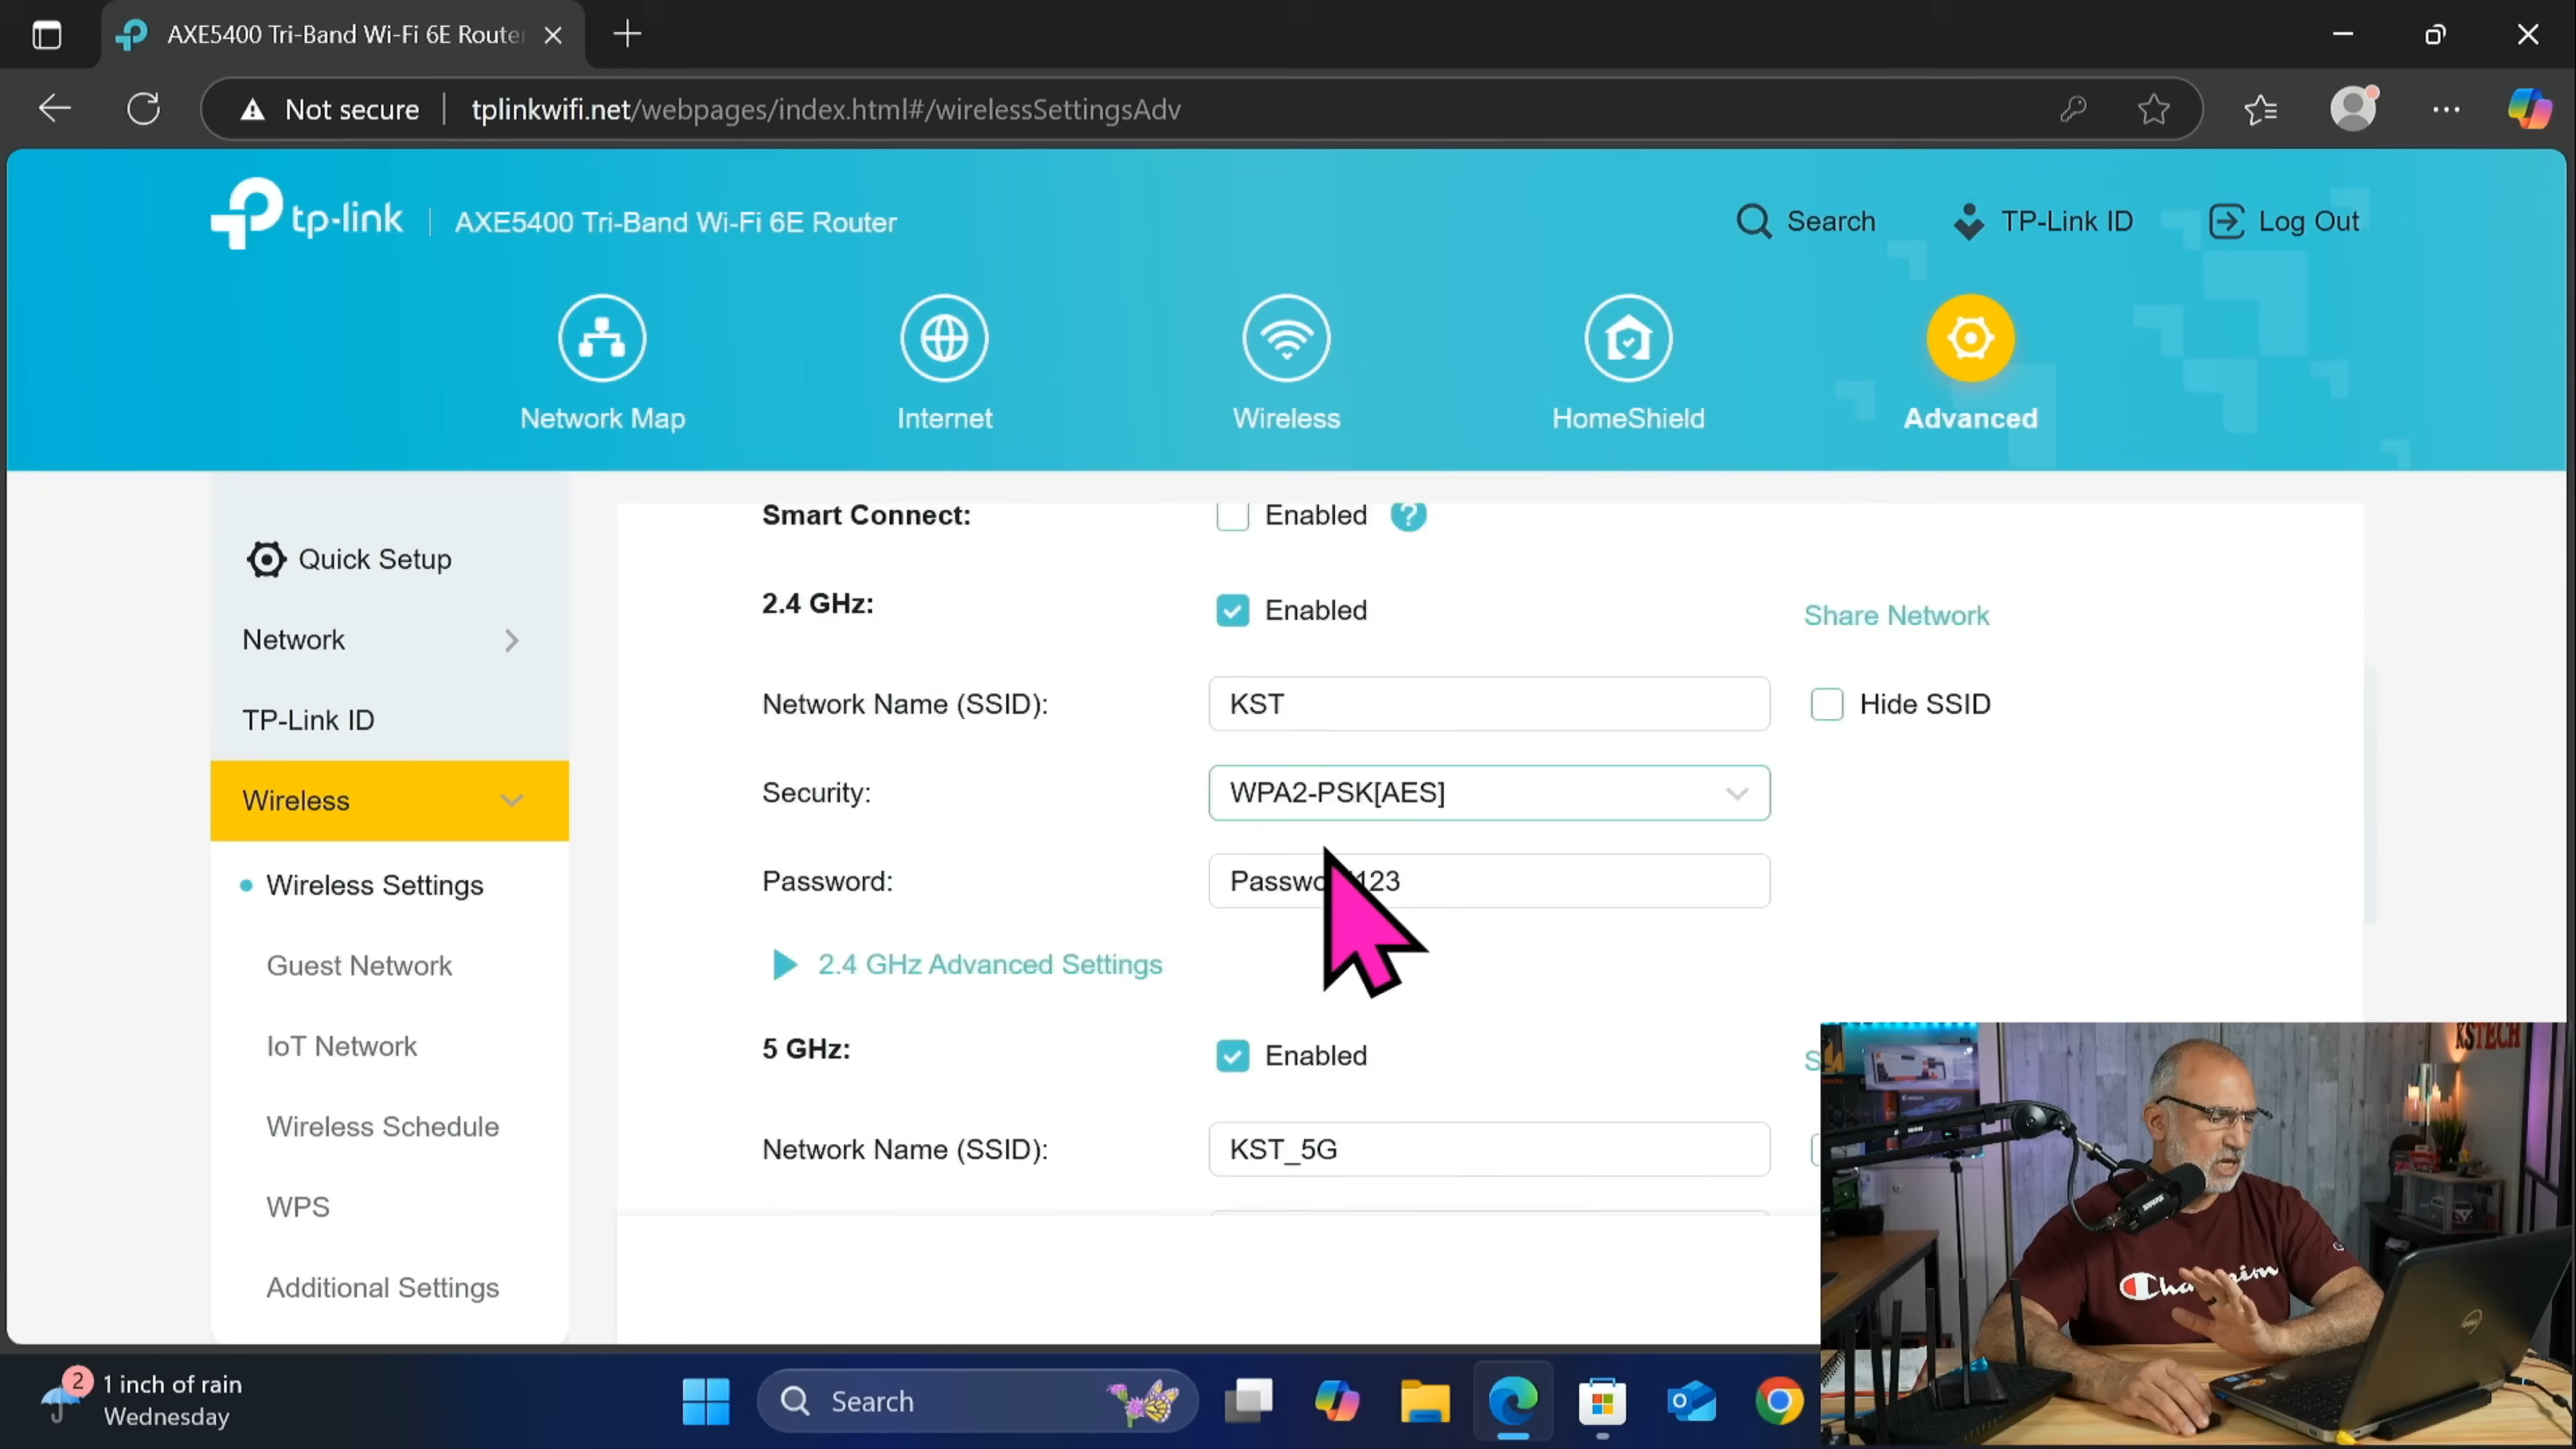 AXE5400 Tri-Band Wi-Fi 6E Route
Not secure
tplinkwifi.net/webpages/index.html#/wirelessSettingsAdv
tp-link
AXE5400 Tri-Band Wi-Fi 6E Router
Search
TP-Link ID
Log Out
Network Map
Internet
Wireless
HomeShield
Advanced
Quick Setup
Network
TP-Link ID
Wireless
Wireless Settings
Guest Network
IoT Network
Wireless Schedule
WPS
Additional Settings
Smart Connect:
Enabled
?
2.4 GHz:
Enabled
Share Network
Network Name (SSID):
KST
Hide SSID
Security:
WPA2-PSK[AES]
Password:
2.4 GHz Advanced Settings
5 GHz:
Enabled
Network Name (SSID):
KST_5G
KSTECH
Champion
DELL
2
1 inch of rain
Wednesday
Search